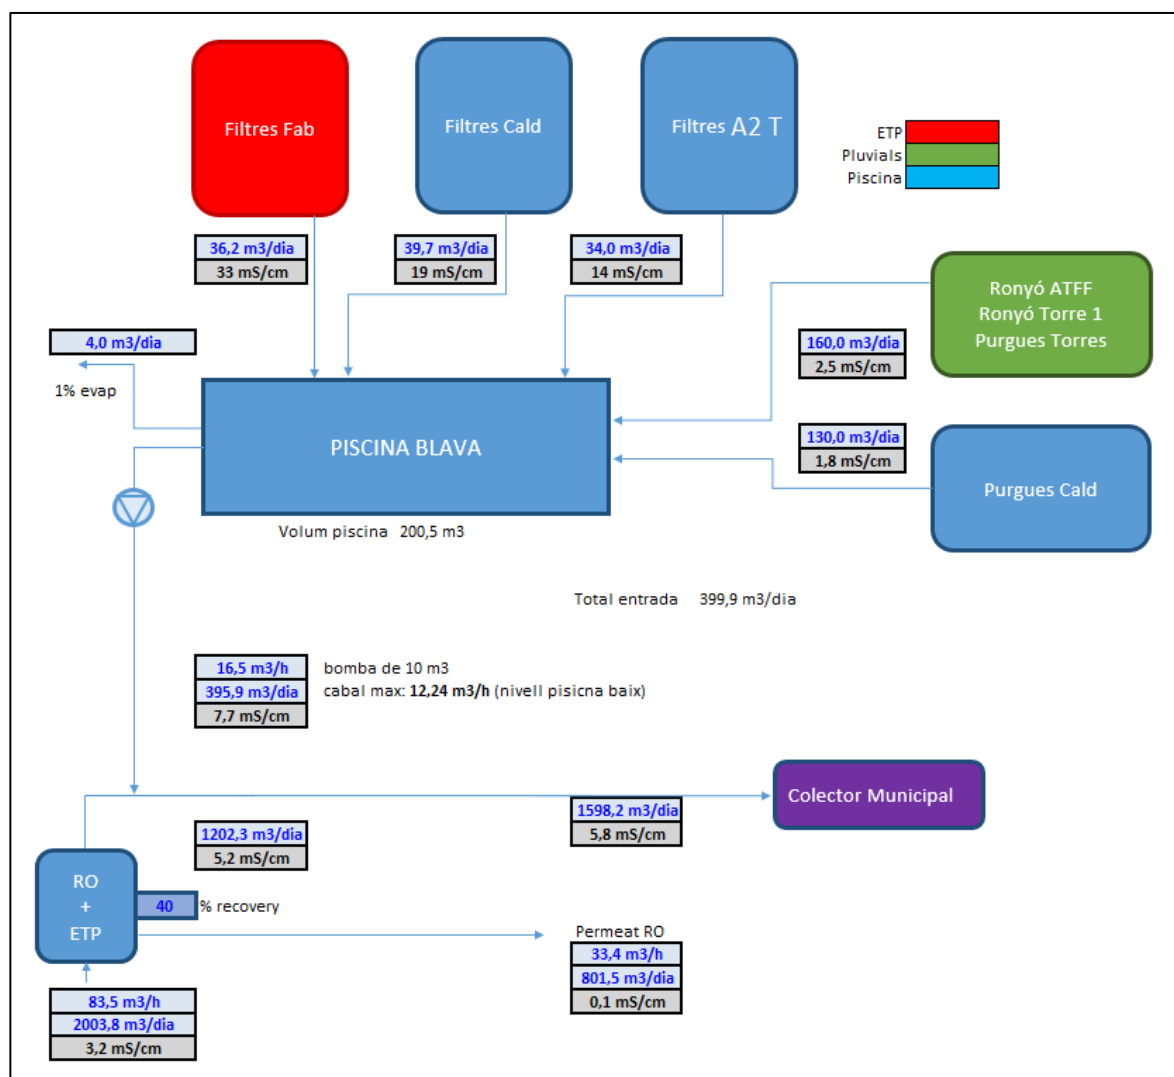 Filtres Fab
Filtres Cald
Filtres A2 T
ETP
Pluvials
Piscina
36,2 m3/dia
33 mS/cm
39,7 m3/dia
19 mS/cm
34,0 m3/dia
14 mS/cm
Ronyó ATFF
Ronyó Torre 1
Purgues Torres
160,0 m3/dia
2,5 mS/cm
4,0 m3/dia
1% evap
PISCINA BLAVA
130,0 m3/dia
1,8 mS/cm
Purgues Cald
Volum piscina 200,5 m3
Total entrada 399,9 m3/dia
16,5 m3/h
395,9 m3/dia
7,7 mS/cm
bomba de 10 m3
cabal max: 12,24 m3/h (nivell pisicna baix)
Colector Municipal
1598,2 m3/dia
5,8 mS/cm
1202,3 m3/dia
5,2 mS/cm
RO
+
ETP
40 % recovery
Permeat RO
33,4 m3/h
801,5 m3/dia
0,1 mS/cm
83,5 m3/h
2003,8 m3/dia
3,2 mS/cm